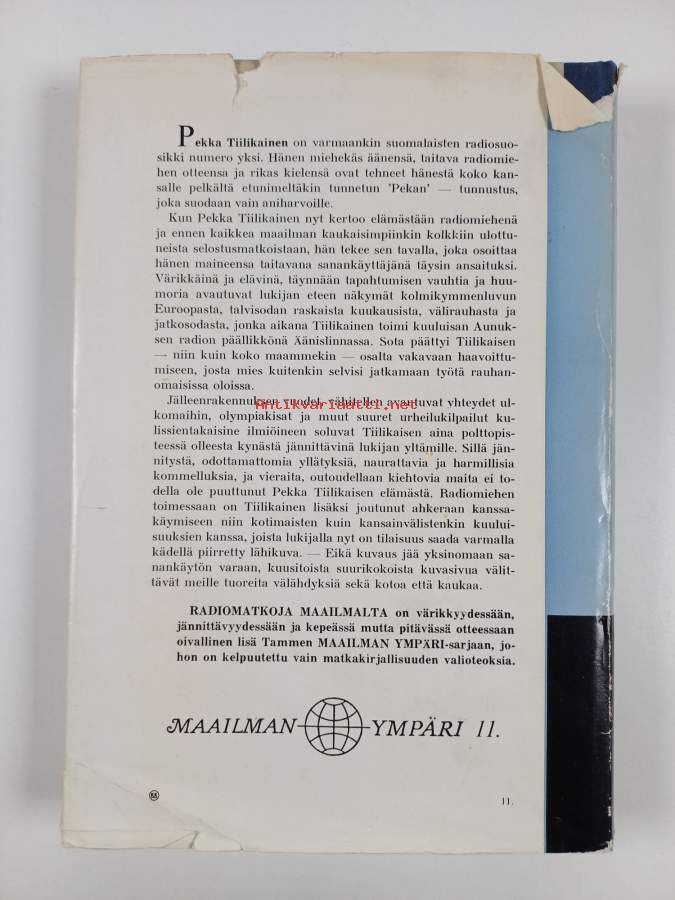 Pekka Tiilikainen on varmaankin suomalaisten radiosuo-
sikki numero yksi. Hänen miehekäs äänensä, taitava radiomie-
hen otteensa ja rikas kielensä ovat tehneet hänestä koko kan-
salle pelkältä etunimeltäkin tunnetun 'Pekan' — tunnustus,
joka suodaan vain aniharvoille.
Kun Pekka Tiilikainen nyt kertoo elämästään radiomiehenä
ja ennen kaikkea maailman kaukaisimpiinkin kolkkiin ulottu-
neista selostusmatkoistaan, hän tekee sen tavalla, joka osoittaa
hänen maineensa taitavana sanankäyttäjänä täysin ansaituksi.
Värikkäinä ja elävinä, täynnään tapahtumisen vauhtia ja huu-
moria avautuvat lukijan eteen näkymät kolmikymmenluvun
Euroopasta, talvisodan raskaista kuukausista, välirauhasta ja
jatkosodasta, jonka aikana Tiilikainen toimi kuuluisan Aunuk-
sen radion päällikkönä Äänislinnassa. Sota päättyi Tiilikaisen
— niin kuin koko maammekin — osalta vakavaan haavoittu-
miseen, josta mies kuitenkin selvisi jatkamaan työtä rauhan-
omaisissa oloissa.
Jälleenrakennuksen vuodet, vähitellen avautuvat yhteydet ul-
Antikvariaatti.net
komaihin, olympiakisat ja muut suuret urheilukilpailut ku-
lissientakaisine ilmiöineen soluvat Tiilikaisen aina polttopis-
teessä olleesta kynästä jännittävinä lukijan yltämille. Sillä jän-
nitystä, odottamattomia yllätyksiä, naurattavia ja harmillisia
kommelluksia, ja vieraita, outoudellaan kiehtovia maita ei to-
della ole puuttunut Pekka Tiilikaisen elämästä. Radiomiehen
toimessaan on Tiilikainen lisäksi joutunut ahkeraan kanssa-
käymiseen niin kotimaisten kuin kansainvälistenkin kuului-
suuksien kanssa, joista lukijalla nyt on tilaisuus saada varmalla
kädellä piirretty lähikuva. — Eikä kuvaus jää yksinomaan sa-
nankäytön varaan, kuusitoista suurikokoista kuvasivua välit-
tävät meille tuoreita välähdyksiä sekä kotoa että kaukaa.
RADIOMATKOJA MAAILMALTA on värikkyydessään,
jännittävyydessään ja kepeässä mutta pitävässä otteessaan
oivallinen lisä Tammen MAAILMAN YMPÄRI-sarjaan, jo-
hon on kelpuutettu vain matkakirjallisuuden valioteoksia.
MAAILMAN YMPÄRI 11.
11.